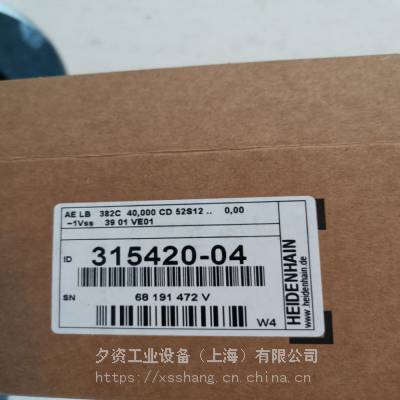 AE LB 382C 40,000 CD 52S12 .. 0,00
~1Vss 39 01 VE01
ID 315420-04
SN 68 191 472 V
W4
HEIDENHAIN
www.heidenhain.de
夕资工业设备（上海）有限公司
https://xsshang.cn.china.cn